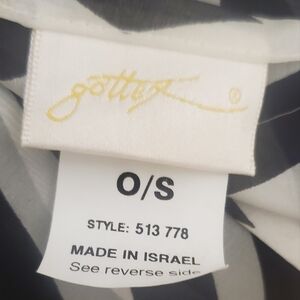 gottex ®
O/S
STYLE: 513 778
MADE IN ISRAEL
See reverse side